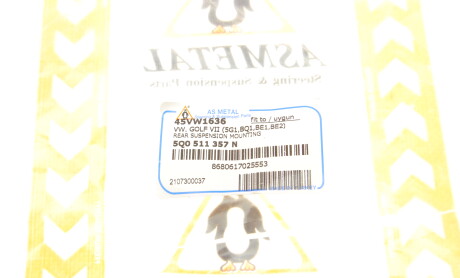 ASMETAL
Steering & Suspension Parts
AS METAL
45VW1636 fit to / uygun
VW. GOLF VII (5G1,BQ1,BE1,BE2)
REAR SUSPENSION MOUNTING
5Q0 511 357 N
8680617025553
2107300037